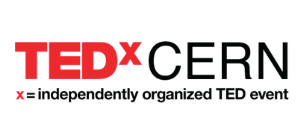 TEDxCERN
x = independently organized TED event